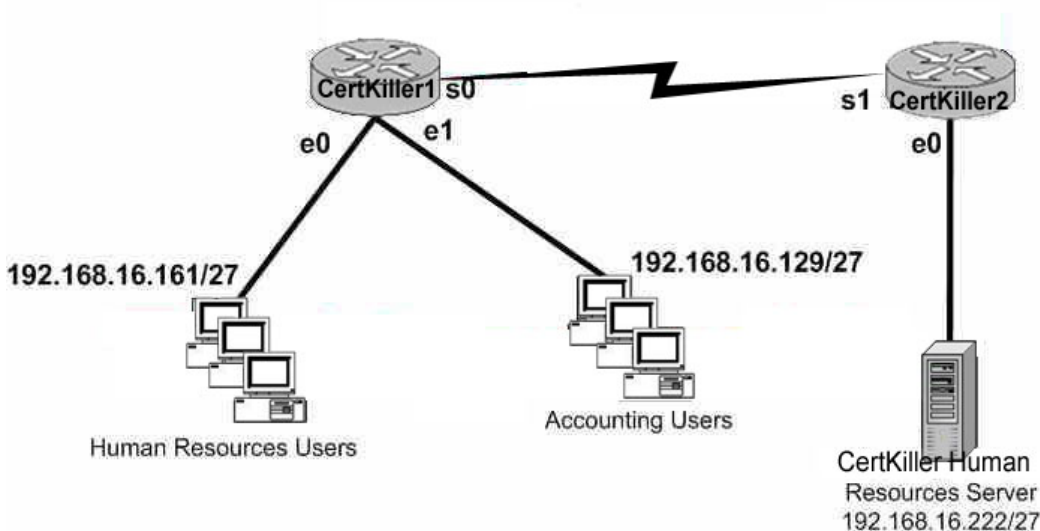 CertKiller1
s0
s1
CertKiller2
e0
e1
e0
192.168.16.161/27
192.168.16.129/27
Human Resources Users
Accounting Users
CertKiller Human
Resources Server
192.168.16.222/27